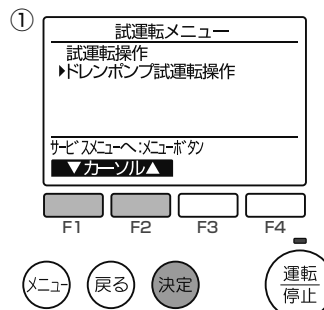 ①
試運転メニュー
試運転操作
▶ドレンポンプ試運転操作
サービスメニューへ:メニューボタン
▼カーソル▲
F1 F2 F3 F4
メニュー 戻る 決定 運転
停止